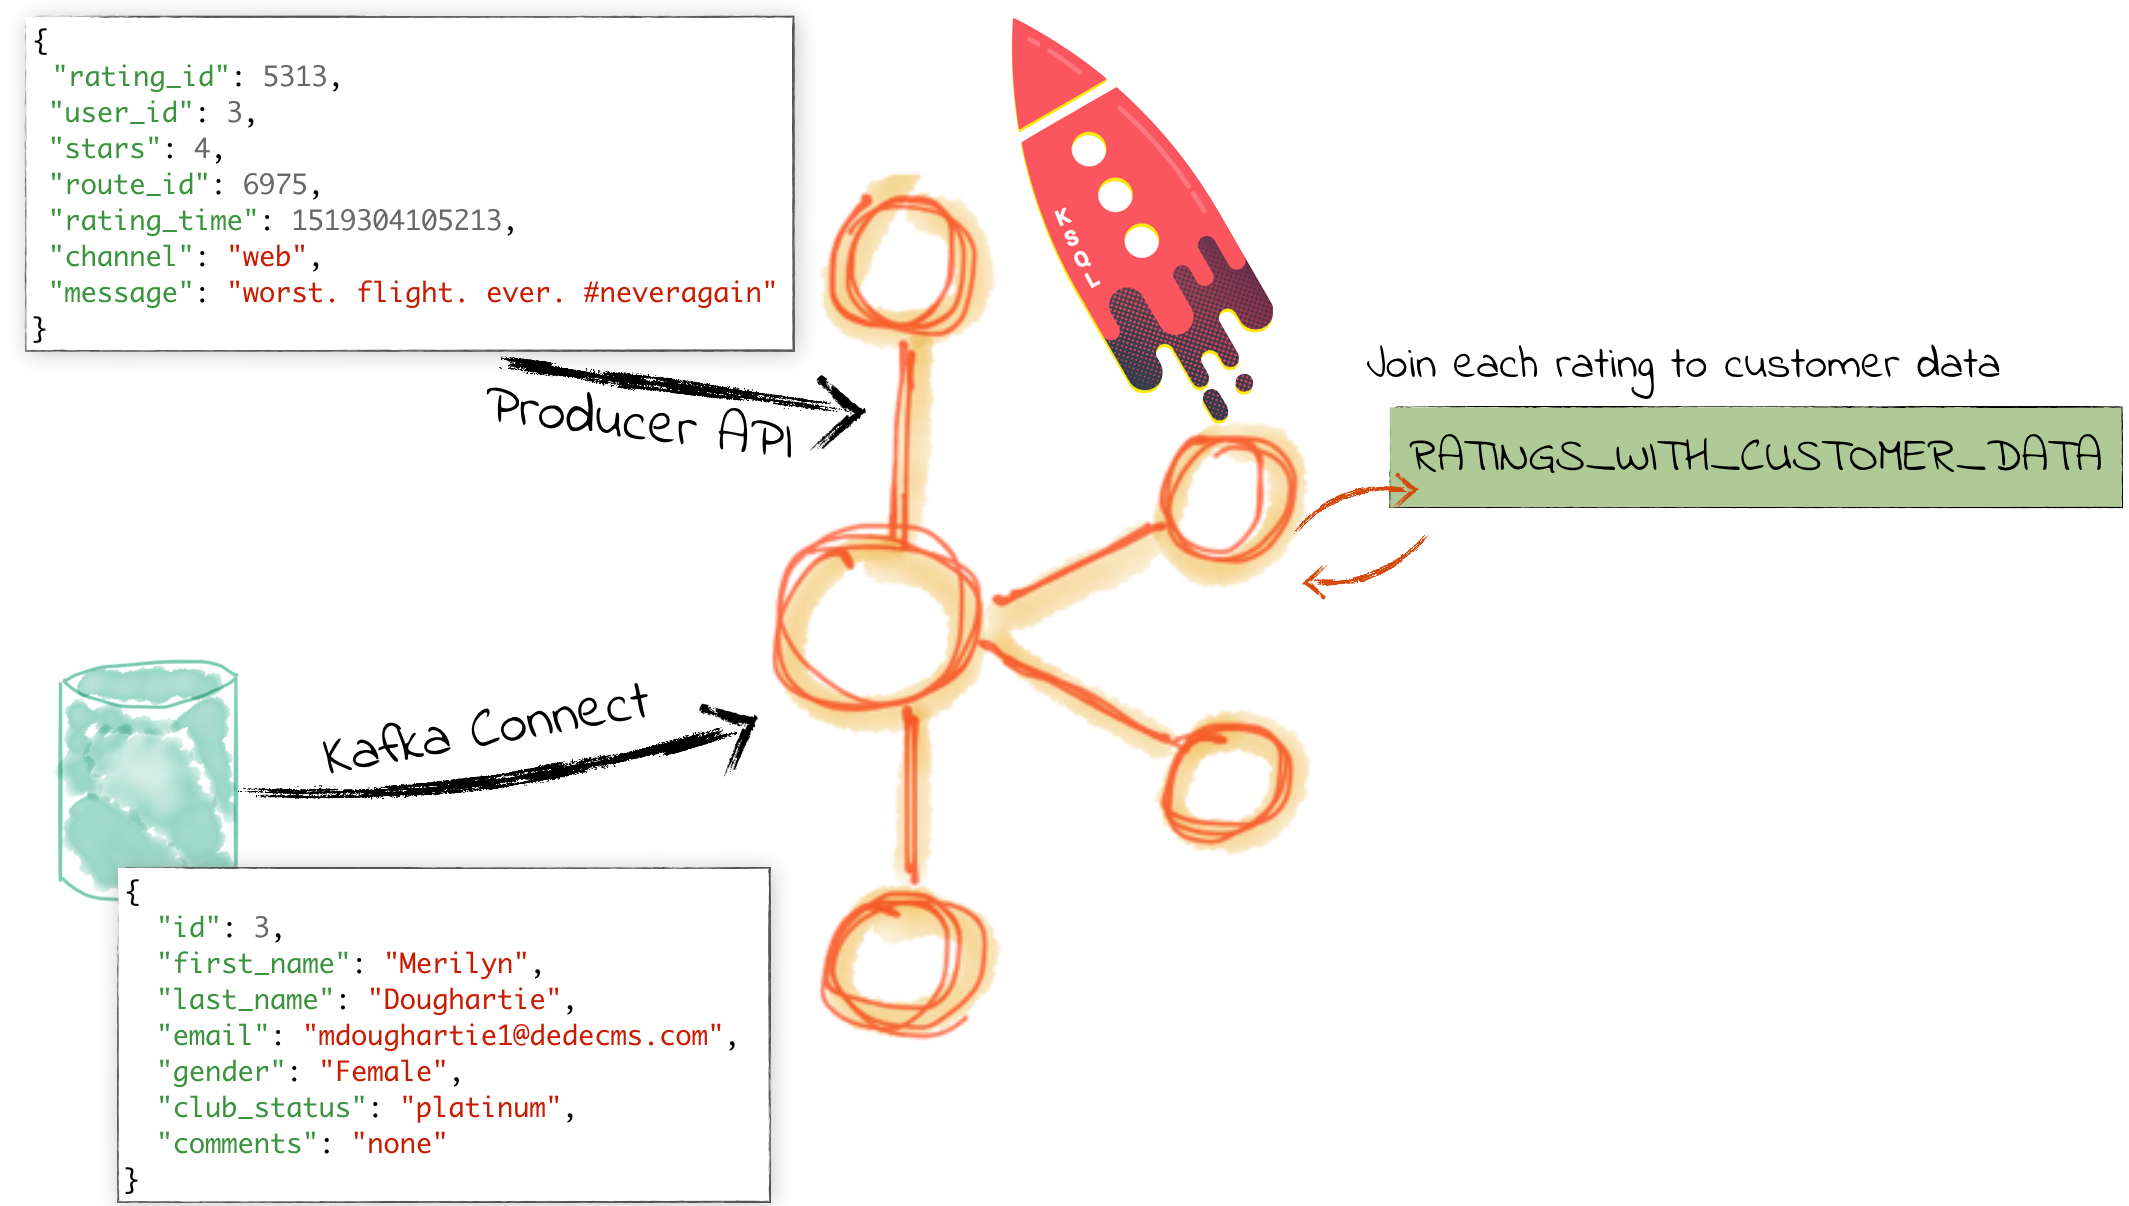 {
"rating_id": 5313,
"user_id": 3,
"stars": 4,
"route_id": 6975,
"rating_time": 1519304105213,
"channel": "web",
"message": "worst. flight. ever. #neveragain"
}
Producer API
KSQL
Join each rating to customer data
RATINGS_WITH_CUSTOMER_DATA
Kafka Connect
{
"id": 3,
"first_name": "Merilyn",
"last_name": "Doughartie",
"email": "mdoughartie1@dedecms.com",
"gender": "Female",
"club_status": "platinum",
"comments": "none"
}